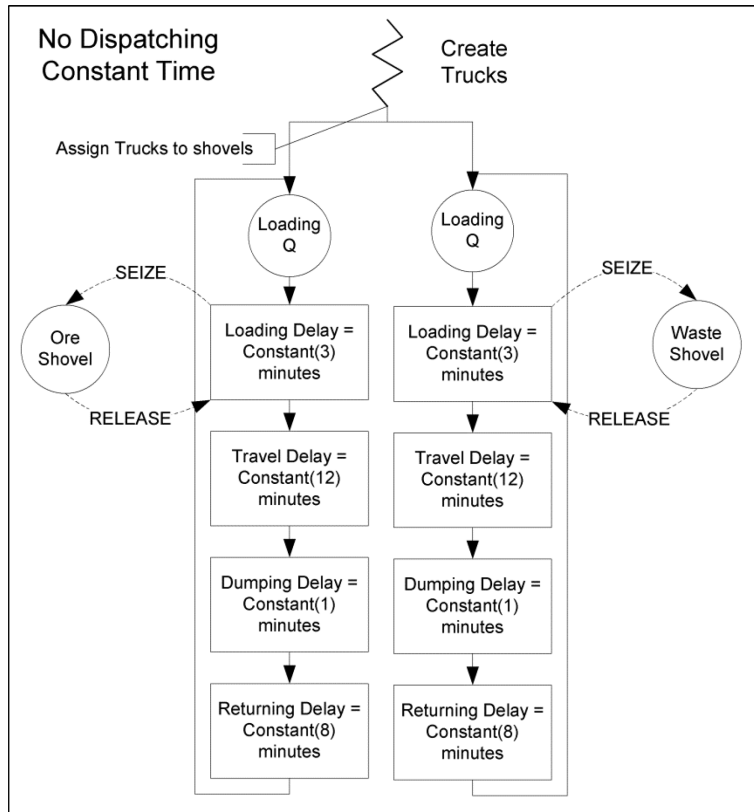 No Dispatching
Constant Time
Create
Trucks
Assign Trucks to shovels
Loading
Q
Loading
Q
SEIZE
SEIZE
Ore
Shovel
Loading Delay =
Constant(3)
minutes
Loading Delay =
Constant(3)
minutes
Waste
Shovel
RELEASE
RELEASE
Travel Delay =
Constant(12)
minutes
Travel Delay =
Constant(12)
minutes
Dumping Delay =
Constant(1)
minutes
Dumping Delay =
Constant(1)
minutes
Returning Delay =
Constant(8)
minutes
Returning Delay =
Constant(8)
minutes